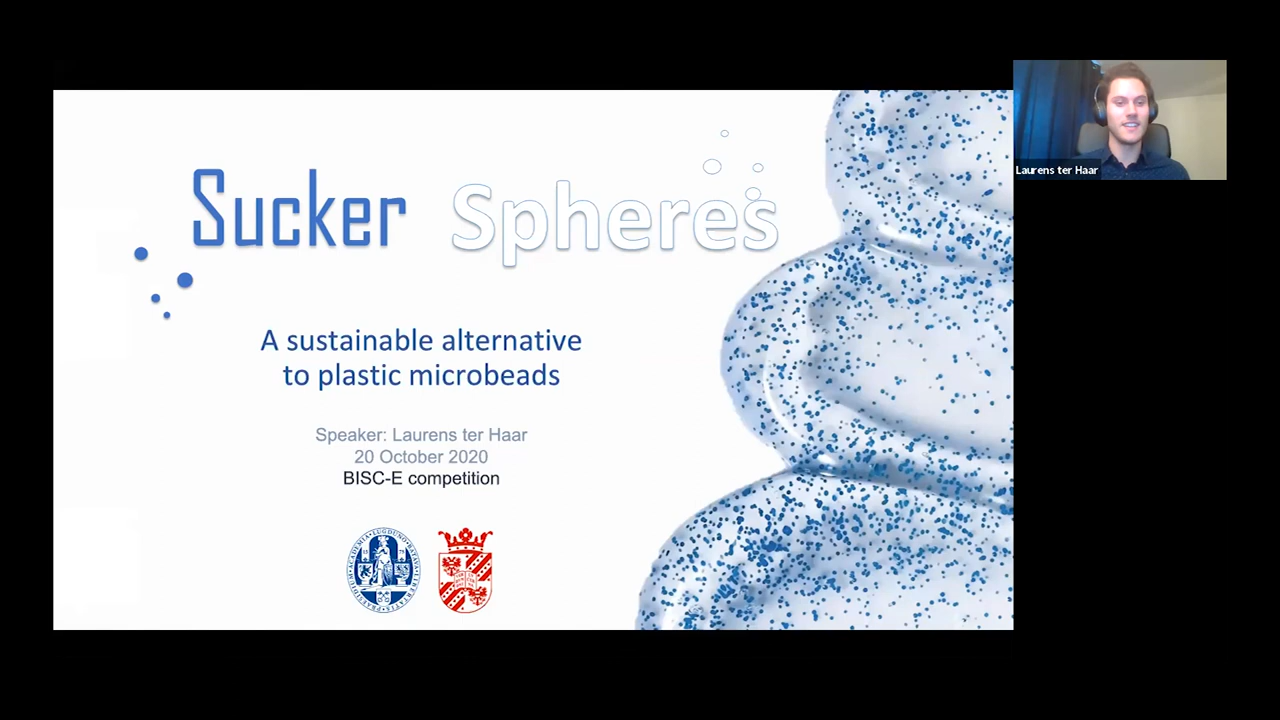 Sucker Spheres
A sustainable alternative
to plastic microbeads
Speaker: Laurens ter Haar
20 October 2020
BISC-E competition
Laurens ter Haar